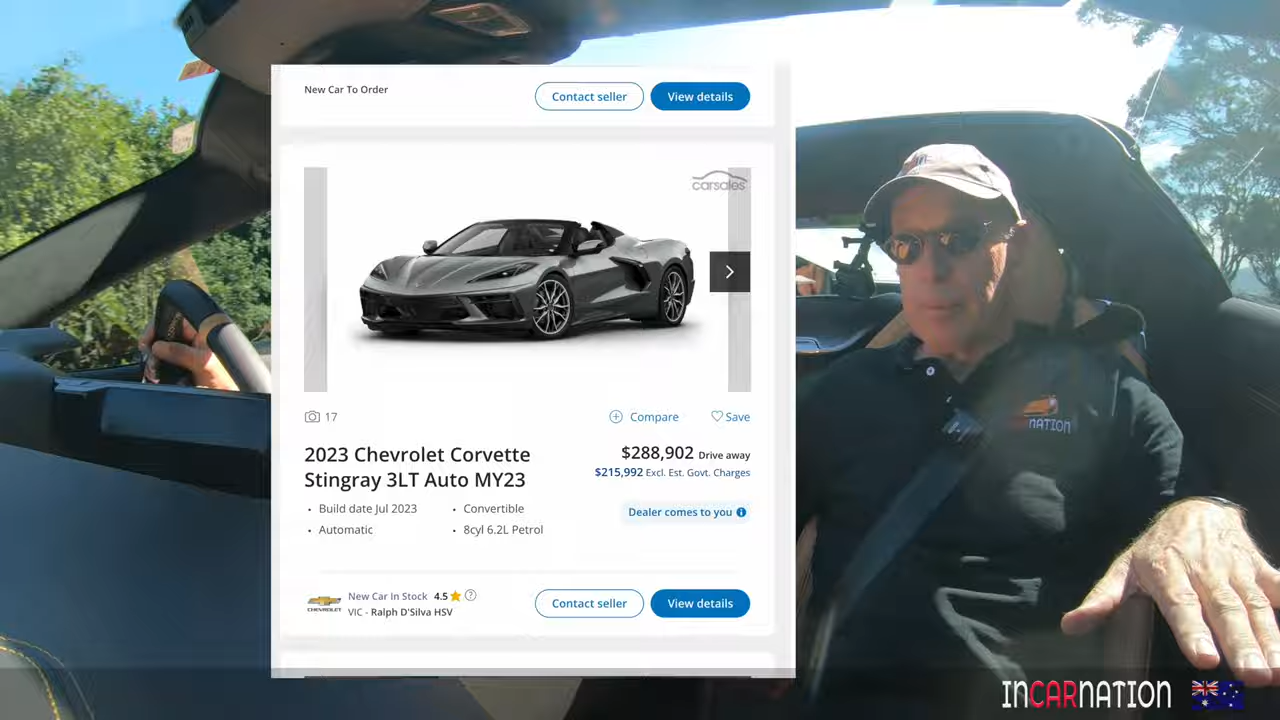 New Car To Order
Contact seller
View details
carsales
17
Compare
Save
2023 Chevrolet Corvette
Stingray 3LT Auto MY23
$288,902 Drive away
$215,992 Excl. Est. Govt. Charges
Build date Jul 2023
Convertible
Automatic
8cyl 6.2L Petrol
Dealer comes to you
CHEVROLET
New Car In Stock 4.5
VIC - Ralph D'Silva HSV
Contact seller
View details
NATION
INCARNATION